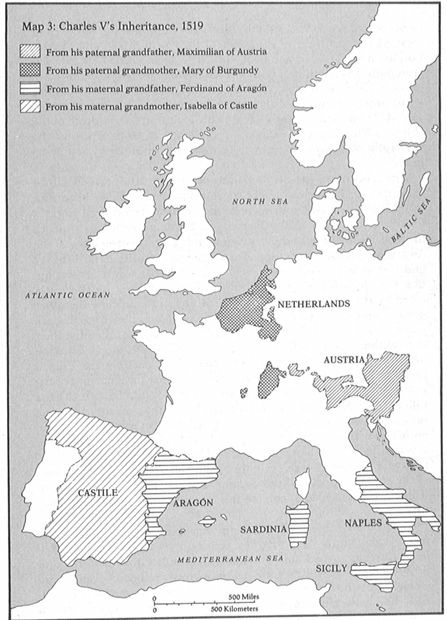 Map 3: Charles V's Inheritance, 1519
From his paternal grandfather, Maximilian of Austria
From his paternal grandmother, Mary of Burgundy
From his maternal grandfather, Ferdinand of Aragón
From his maternal grandmother, Isabella of Castile
NORTH SEA
BALTIC SEA
ATLANTIC OCEAN
NETHERLANDS
AUSTRIA
CASTILE
ARAGÓN
SARDINIA
NAPLES
MEDITERRANEAN SEA
SICILY
0 500 Miles
0 500 Kilometers